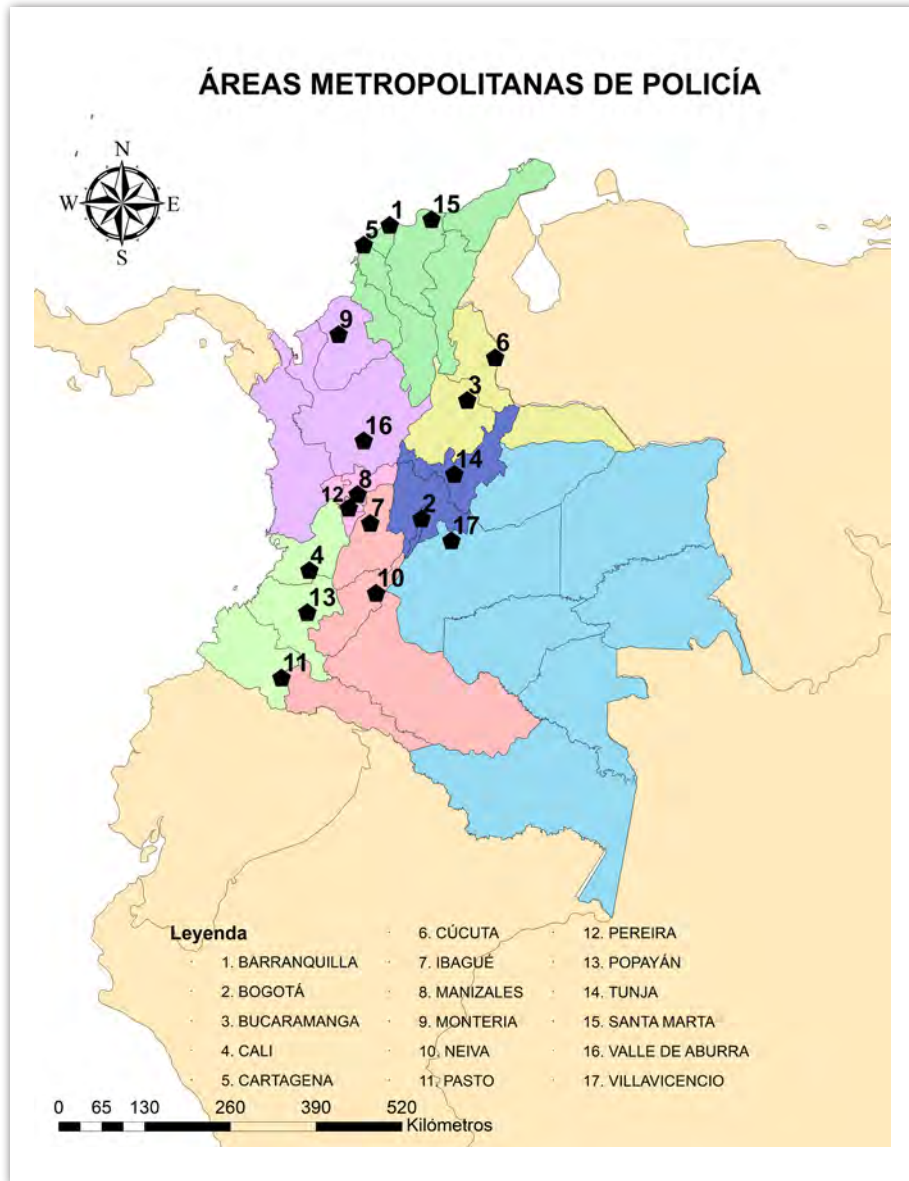 ÁREAS METROPOLITANAS DE POLICÍA
N
W
E
S
1
15
5
9
6
3
16
14
8
12
7
2
17
4
10
13
11
Leyenda
1. BARRANQUILLA
2. BOGOTÁ
3. BUCARAMANGA
4. CALI
5. CARTAGENA
6. CÚCUTA
7. IBAGUÉ
8. MANIZALES
9. MONTERIA
10. NEIVA
11. PASTO
12. PEREIRA
13. POPAYÁN
14. TUNJA
15. SANTA MARTA
16. VALLE DE ABURRA
17. VILLAVICENCIO
0 65 130 260 390 520
Kilómetros